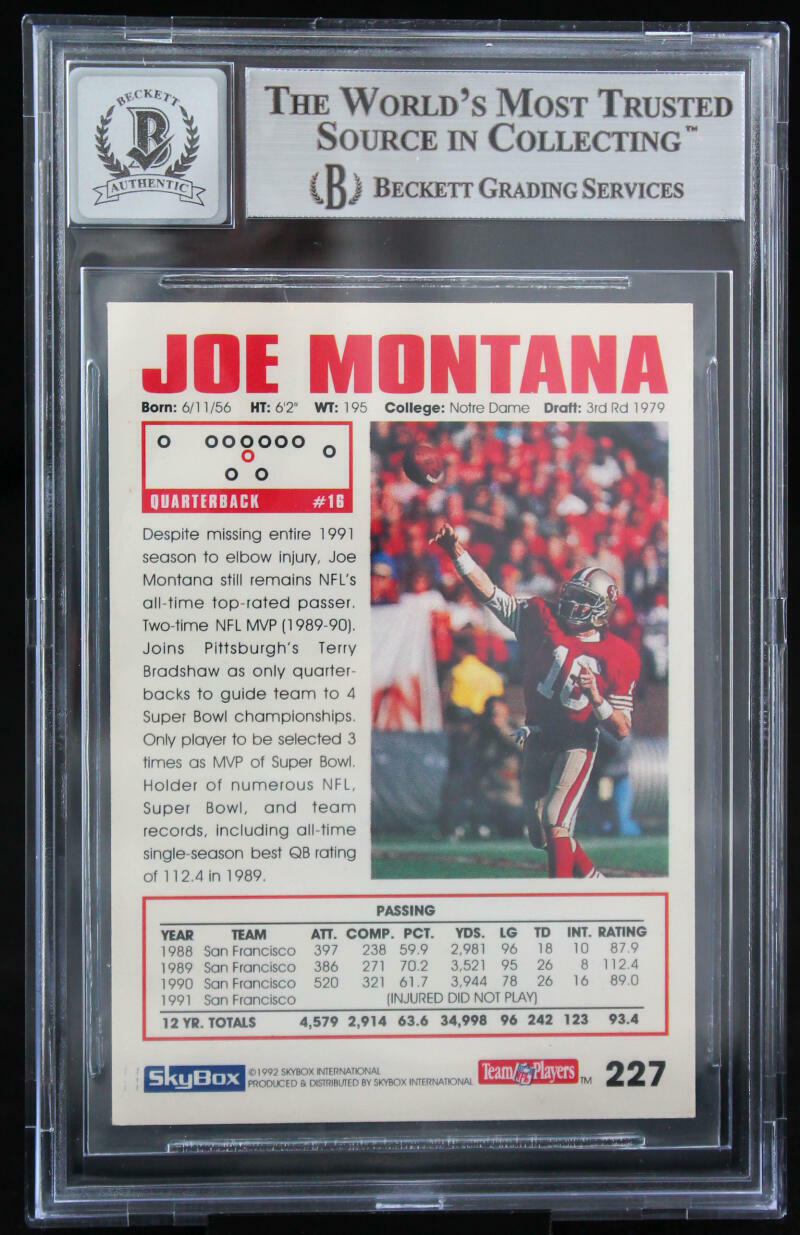 BECKETT
B
AUTHENTIC
THE WORLD'S MOST TRUSTED
SOURCE IN COLLECTING™
B BECKETT GRADING SERVICES
JOE MONTANA
Born: 6/11/56 HT: 6'2" WT: 195 College: Notre Dame Draft: 3rd Rd 1979
QUARTERBACK #16
Despite missing entire 1991
season to elbow injury, Joe
Montana still remains NFL's
all-time top-rated passer.
Two-time NFL MVP (1989-90).
Joins Pittsburgh's Terry
Bradshaw as only quarter-
backs to guide team to 4
Super Bowl championships.
Only player to be selected 3
times as MVP of Super Bowl.
Holder of numerous NFL,
Super Bowl, and team
records, including all-time
single-season best QB rating
of 112.4 in 1989.
16
PASSING
YEAR TEAM ATT. COMP. PCT. YDS. LG TD INT. RATING
1988 San Francisco 397 238 59.9 2,981 96 18 10 87.9
1989 San Francisco 386 271 70.2 3,521 95 26 8 112.4
1990 San Francisco 520 321 61.7 3,944 78 26 16 89.0
1991 San Francisco (INJURED DID NOT PLAY)
12 YR. TOTALS 4,579 2,914 63.6 34,998 96 242 123 93.4
SkyBox ©1992 SKYBOX INTERNATIONAL
PRODUCED & DISTRIBUTED BY SKYBOX INTERNATIONAL
Team NFL Players TM 227